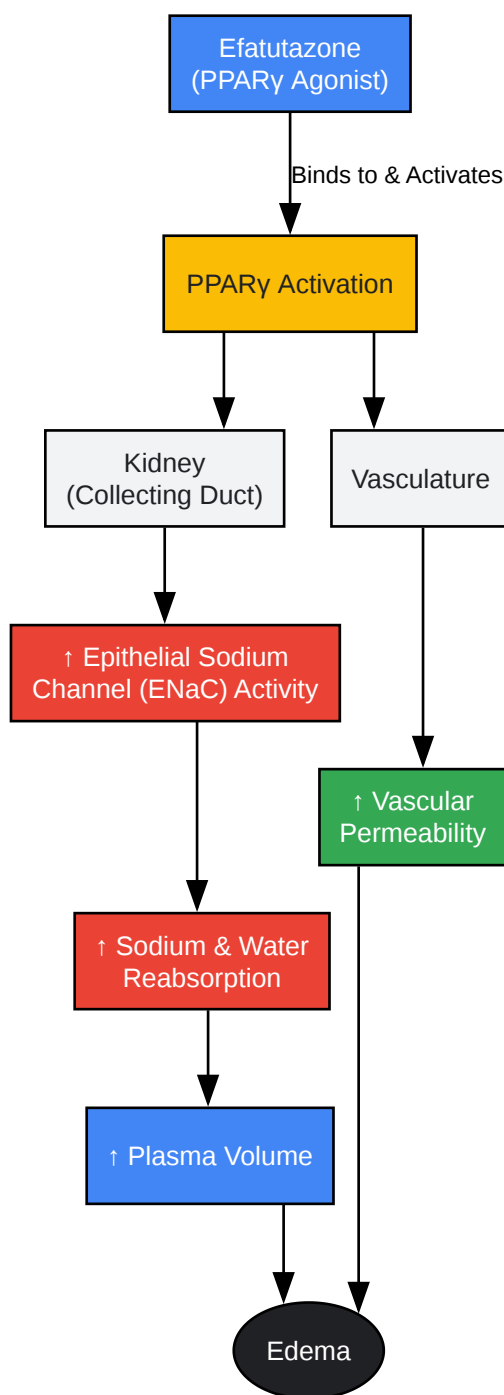 Efatutazone
(PPARγ Agonist)
Binds to & Activates
PPARγ Activation
Kidney
(Collecting Duct)
Vasculature
↑ Epithelial Sodium
Channel (ENaC) Activity
↑ Vascular
Permeability
↑ Sodium & Water
Reabsorption
↑ Plasma Volume
Edema